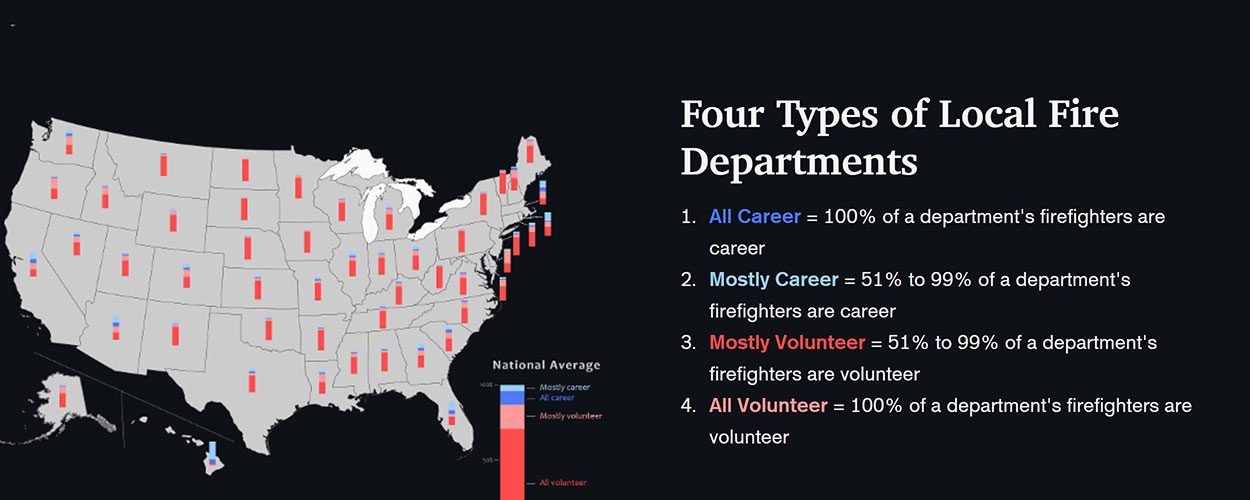 Four Types of Local Fire
Departments
1. All Career = 100% of a department's firefighters are
career
2. Mostly Career = 51% to 99% of a department's
firefighters are career
3. Mostly Volunteer = 51% to 99% of a department's
firefighters are volunteer
4. All Volunteer = 100% of a department's firefighters are
volunteer
National Average
100%
Mostly career
All career
Mostly volunteer
50%
All volunteer